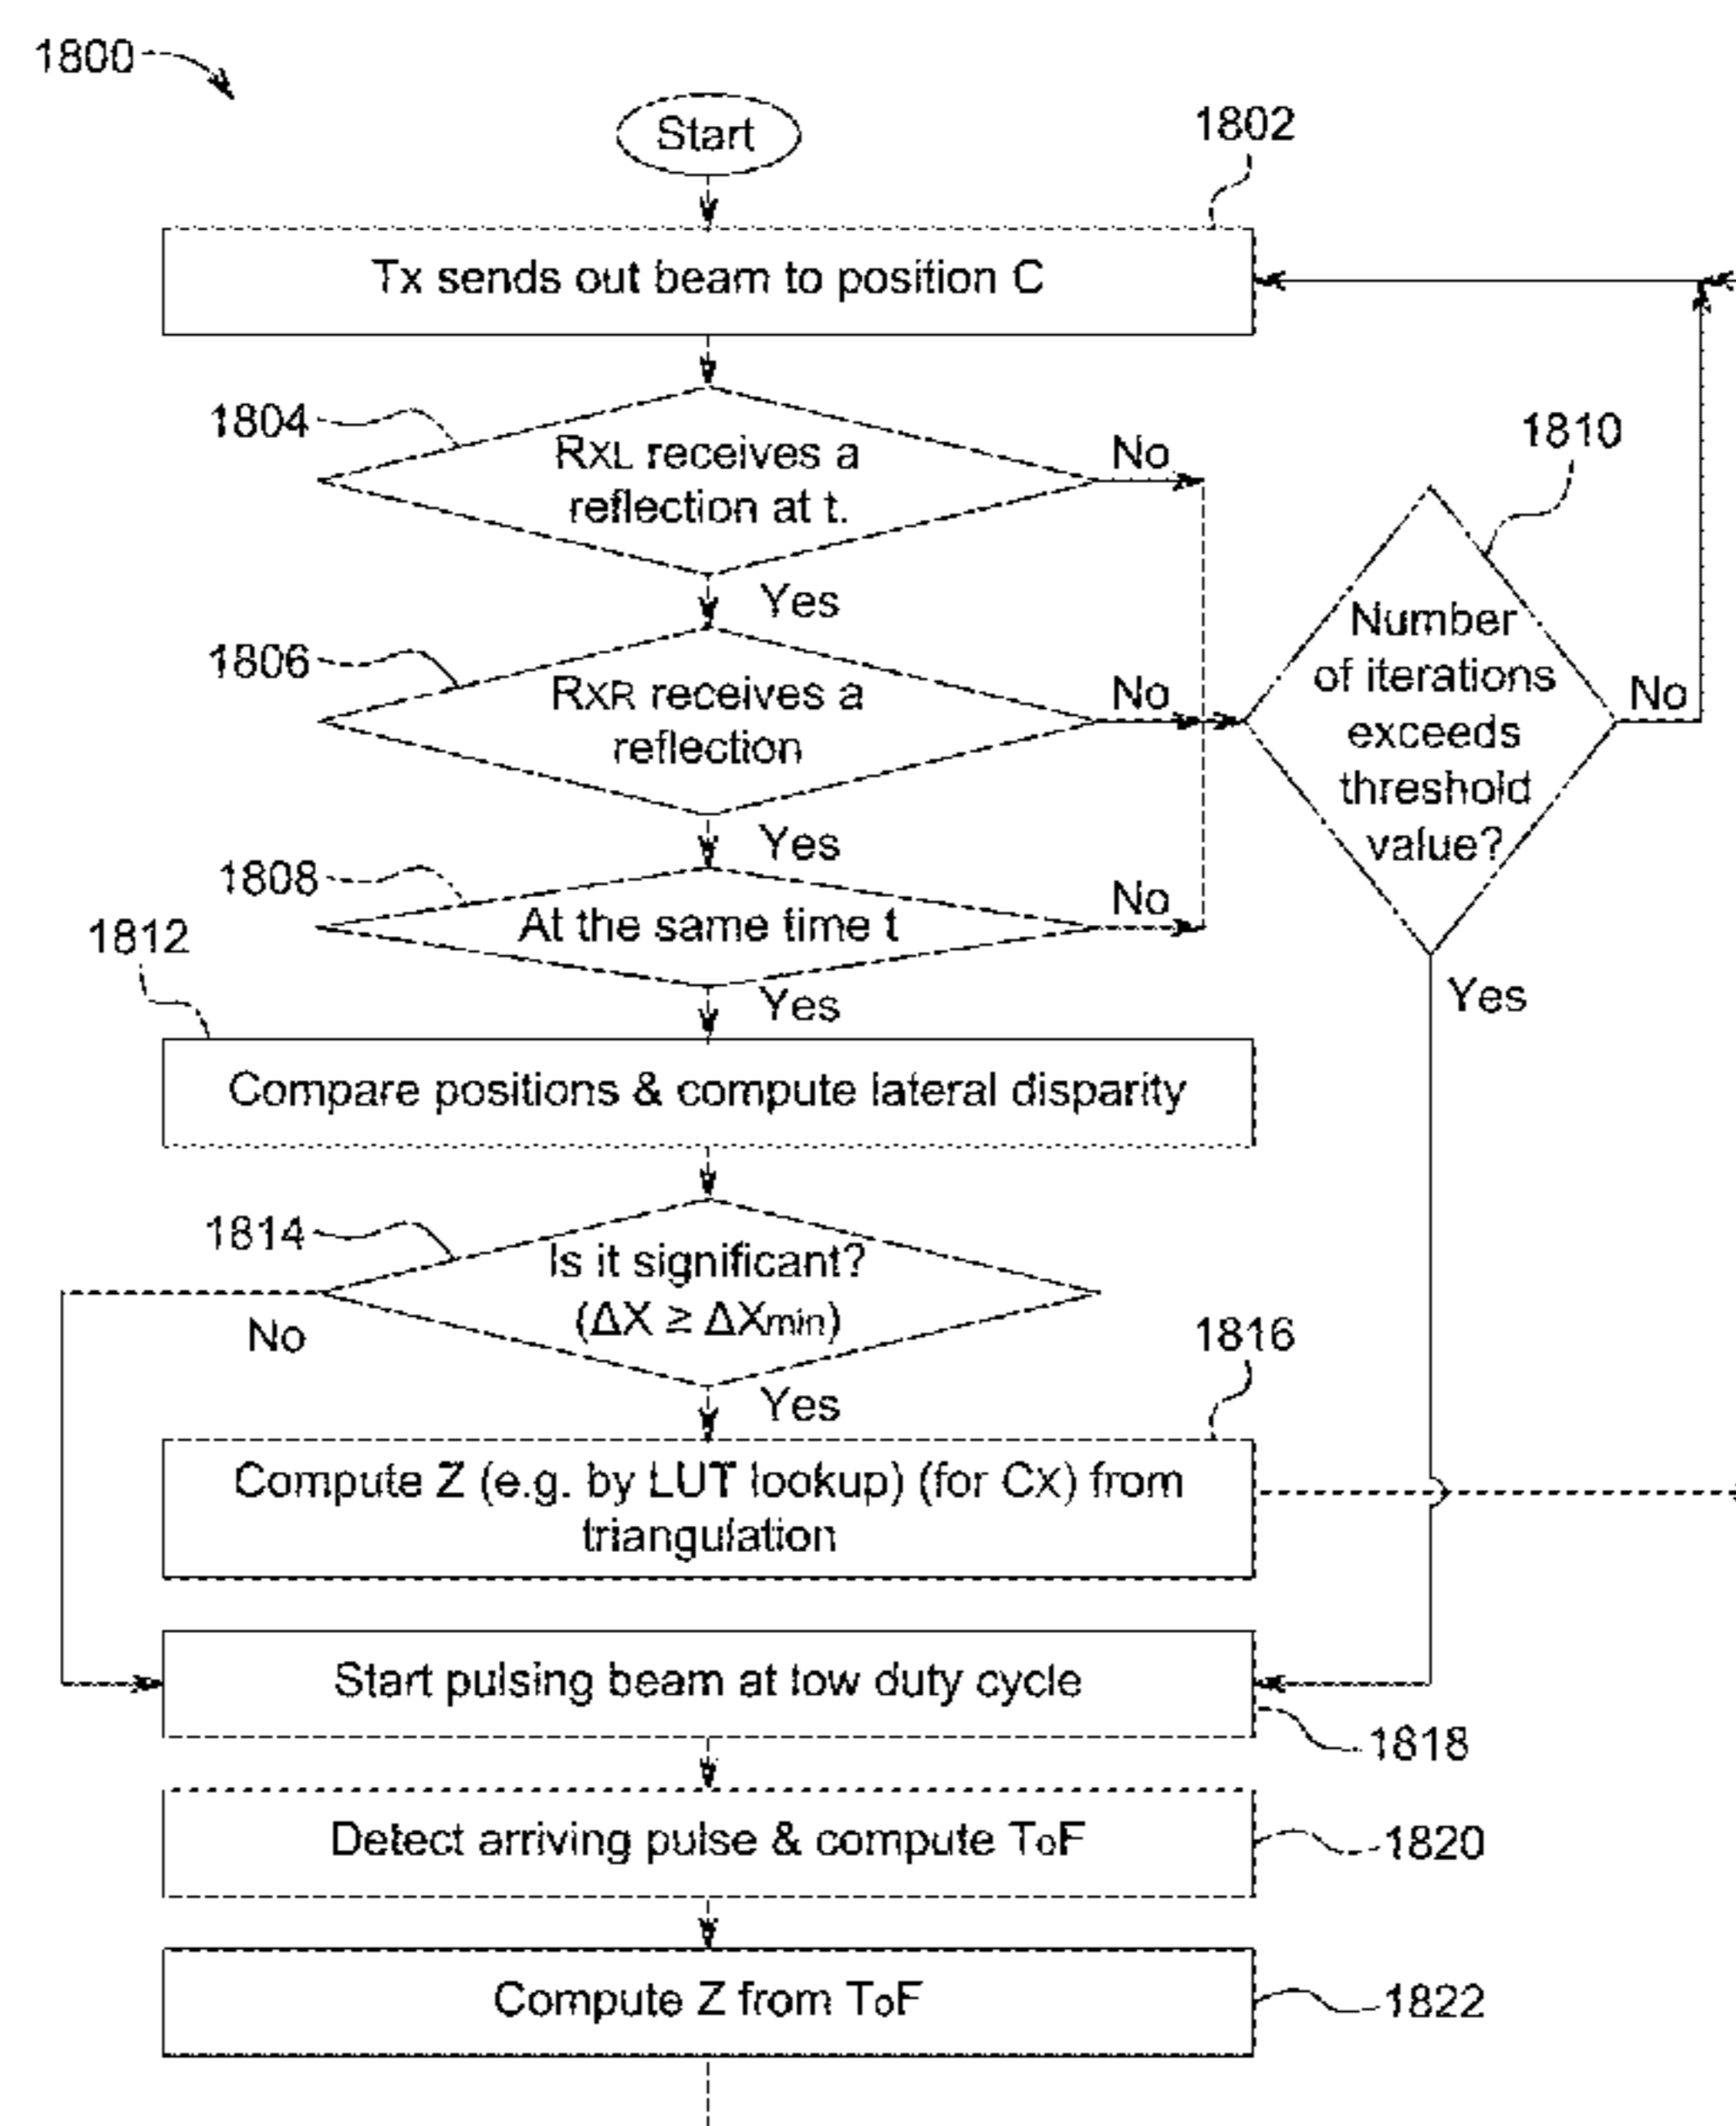 1800
Start
1802
Tx sends out beam to position C
1804
RXL receives a
reflection at t.
No
Yes
1806
RXR receives a
reflection
No
Yes
1808
At the same time t
No
Yes
1810
Number
of iterations
exceeds
threshold
value?
No
Yes
1812
Compare positions & compute lateral disparity
1814
Is it significant?
(ΔX ≥ ΔXmin)
No
Yes
1816
Compute Z (e.g. by LUT lookup) (for CX) from
triangulation
Start pulsing beam at low duty cycle
1818
Detect arriving pulse & compute ToF
1820
Compute Z from ToF
1822